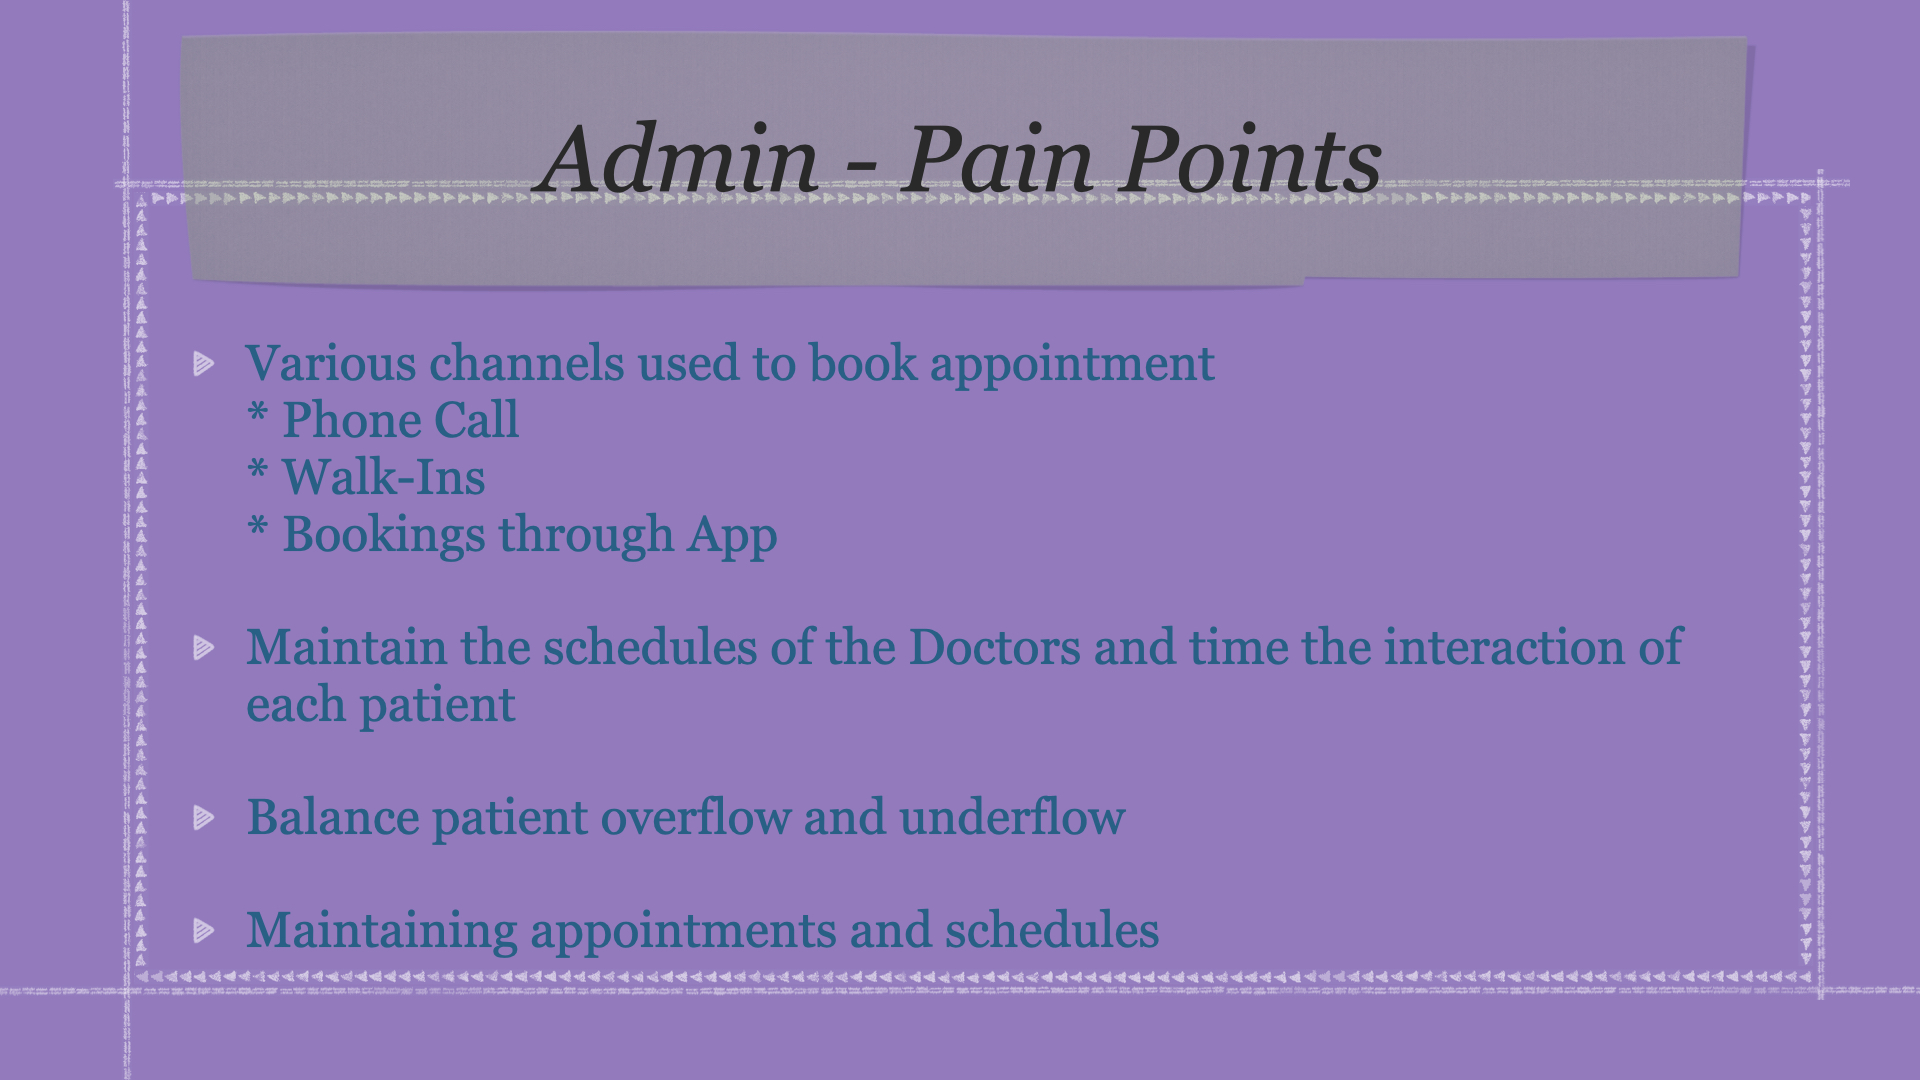 Admin - Pain Points
Various channels used to book appointment
* Phone Call
* Walk-Ins
* Bookings through App
Maintain the schedules of the Doctors and time the interaction of
each patient
Balance patient overflow and underflow
Maintaining appointments and schedules